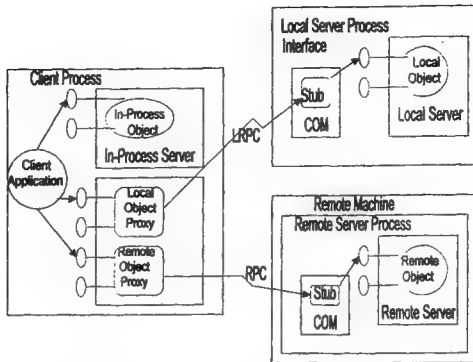 Client Process
In-Process
Object
In-Process Server
Client
Application
Local
Object
Proxy
Remote
Object
Proxy
LRPC
RPC
Local Server Process
Interface
Stub
COM
Local
Object
Local Server
Remote Machine
Remote Server Process
Stub
COM
Remote
Object
Remote Server